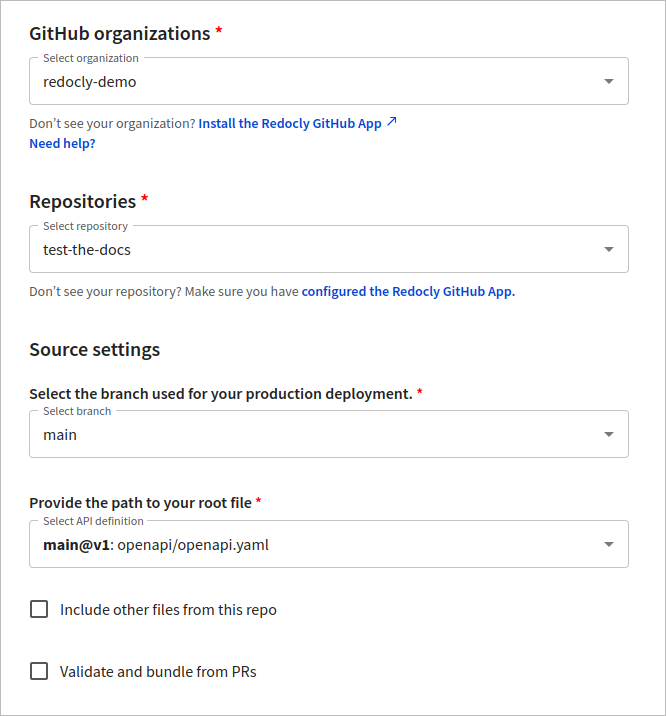 GitHub organizations *
Select organization
redocly-demo
Don't see your organization? Install the Redocly GitHub App ↗
Need help?
Repositories *
Select repository
test-the-docs
Don't see your repository? Make sure you have configured the Redocly GitHub App.
Source settings
Select the branch used for your production deployment. *
Select branch
main
Provide the path to your root file *
Select API definition
main@v1: openapi/openapi.yaml
Include other files from this repo
Validate and bundle from PRs